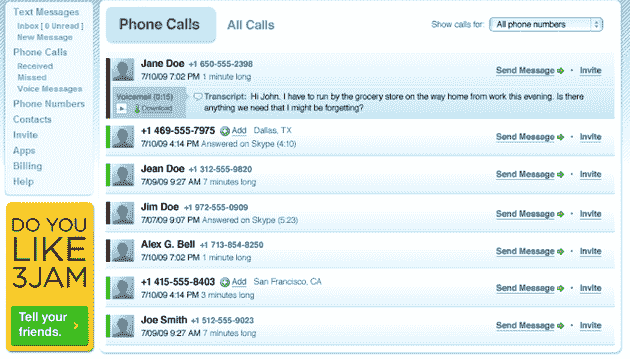 Text Messages
Inbox [ 0 Unread ]
New Message
Phone Calls
Received
Missed
Voice Messages
Phone Numbers
Contacts
Invite
Apps
Billing
Help
DO YOU
LIKE
3JAM
Tell your
friends.
Phone Calls All Calls Show calls for: All phone numbers
Jane Doe +1 650-555-2398
7/10/09 7:02 PM 1 minute long Send Message • Invite
Voicemail (0:15) Transcript: Hi John. I have to run by the grocery store on the way home from work this evening. Is there
Download anything we need that I might be forgetting?
+1 469-555-7975 Add Dallas, TX
7/10/09 4:14 PM Answered on Skype (4:10) Send Message • Invite
Jean Doe +1 312-555-9820
7/09/09 9:27 AM 7 minutes long Send Message • Invite
Jim Doe +1 972-555-0909
7/07/09 9:07 PM Answered on Skype (5:23) Send Message • Invite
Alex G. Bell +1 713-854-8250
7/10/09 7:02 PM 1 minute long Send Message • Invite
+1 415-555-8403 Add San Francisco, CA
7/10/09 4:14 PM 3 minutes long Send Message • Invite
Joe Smith +1 512-555-9023
7/09/09 9:27 AM 7 minutes long Send Message • Invite